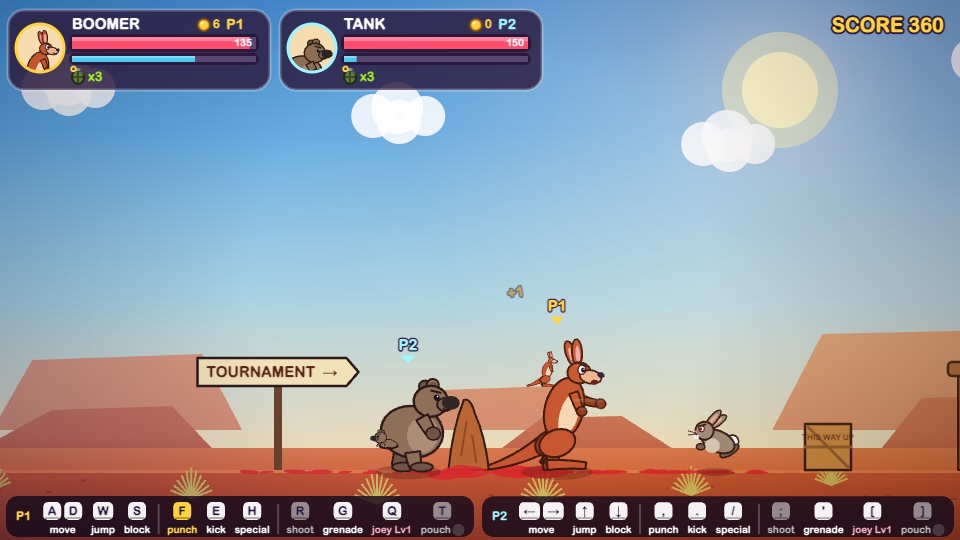 BOOMER 6 P1
135
x3
TANK 0 P2
150
x3
SCORE 360
+1
P1
P2
TOURNAMENT →
THIS WAY UP
P1 A D W S F E H R G Q T
move jump block punch kick special shoot grenade joey Lv1 pouch
P2 ← → ↑ ↓ , . / ; ' [ ]
move jump block punch kick special shoot grenade joey Lv1 pouch